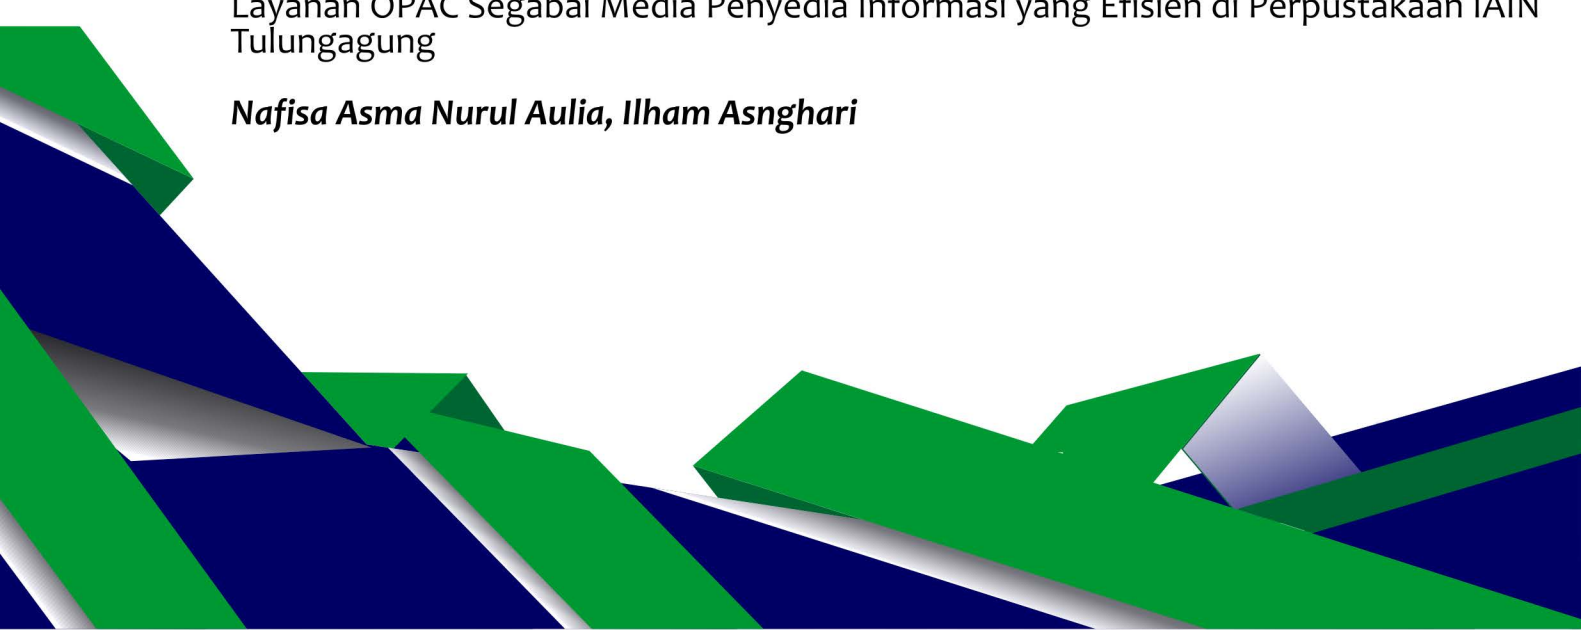 Layanan OPAC Segabai Media Penyedia Informasi yang Efisien di Perpustakaan IAIN
Tulungagung
Nafisa Asma Nurul Aulia, Ilham Asnghari